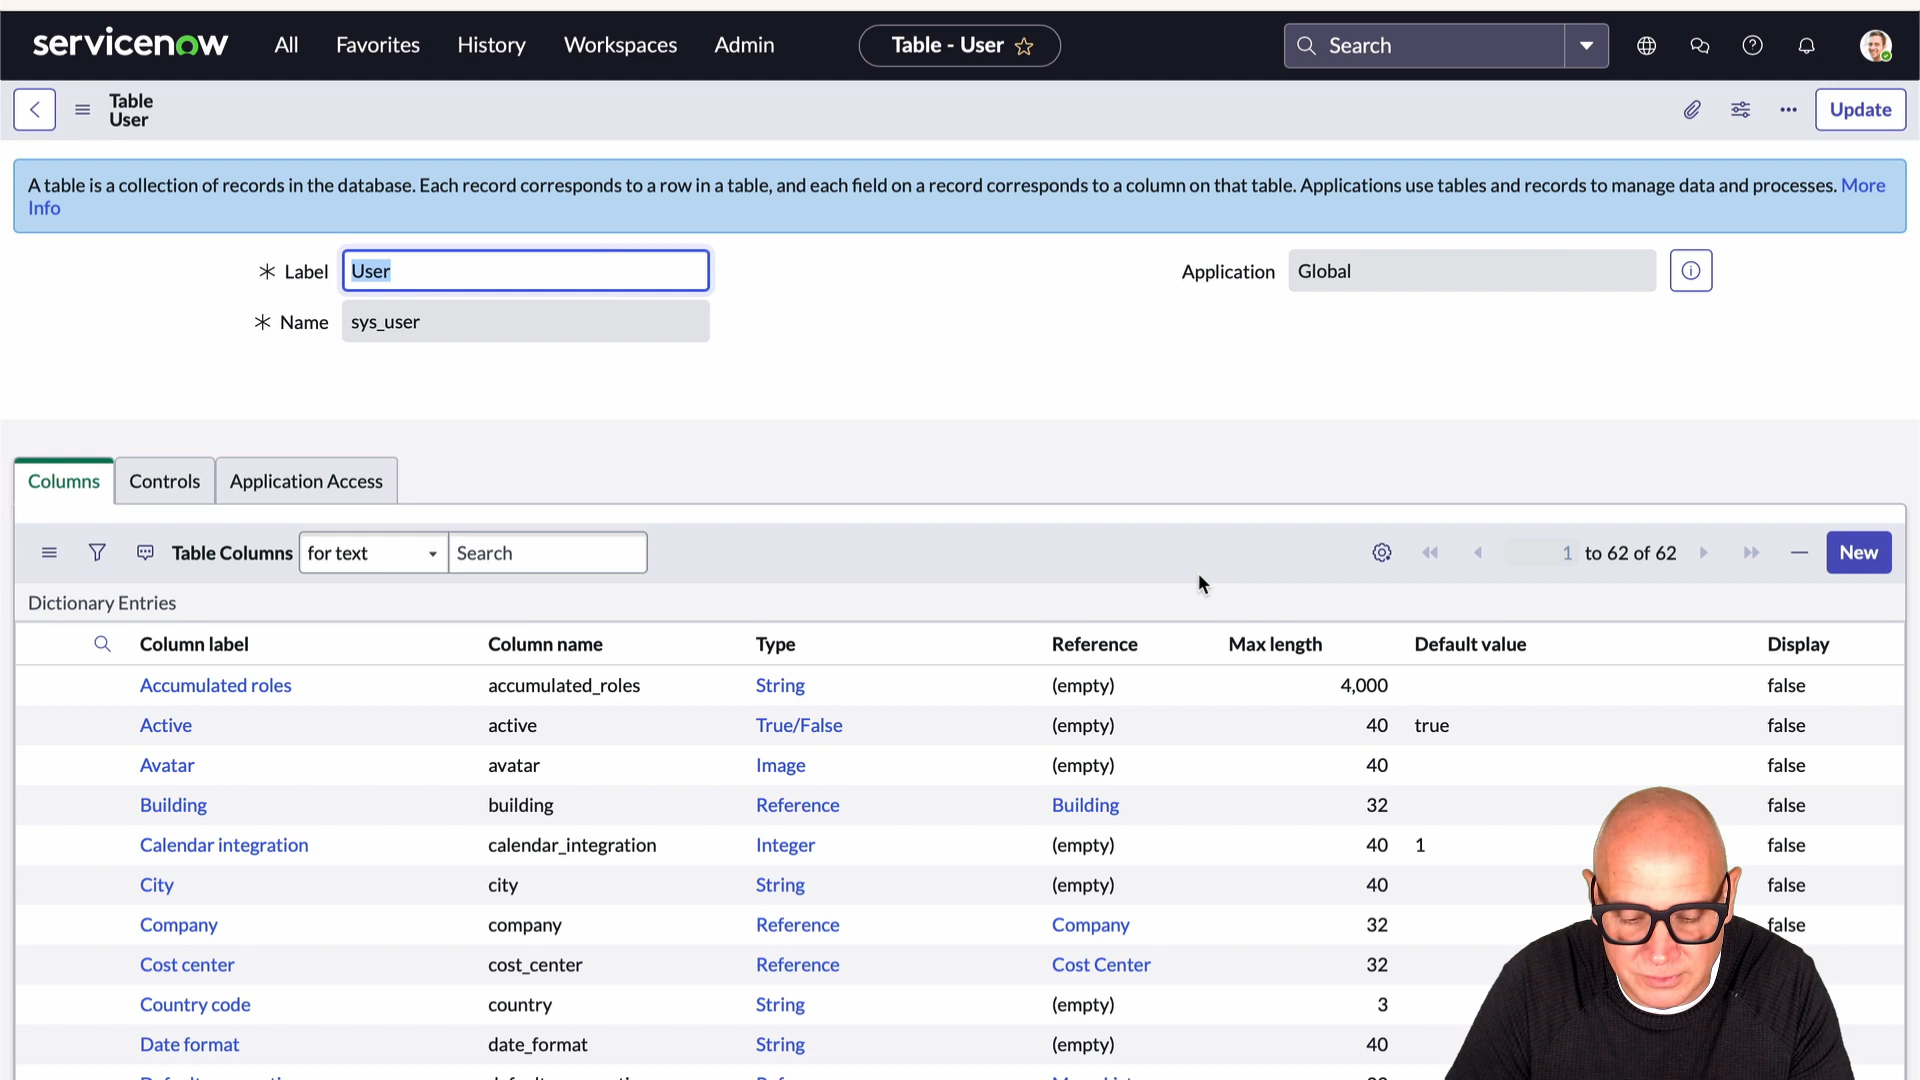 servicenow All Favorites History Workspaces Admin Table - User Search
Table
User
Update
A table is a collection of records in the database. Each record corresponds to a row in a table, and each field on a record corresponds to a column on that table. Applications use tables and records to manage data and processes. More
Info
Label User Application Global
Name sys_user
Columns Controls Application Access
Table Columns for text Search 1 to 62 of 62 New
Dictionary Entries
Column label Column name Type Reference Max length Default value Display
Accumulated roles accumulated_roles String (empty) 4,000 false
Active active True/False (empty) 40 true false
Avatar avatar Image (empty) 40 false
Building building Reference Building 32 false
Calendar integration calendar_integration Integer (empty) 40 1 false
City city String (empty) 40 false
Company company Reference Company 32 false
Cost center cost_center Reference Cost Center 32
Country code country String (empty) 3
Date format date_format String (empty) 40